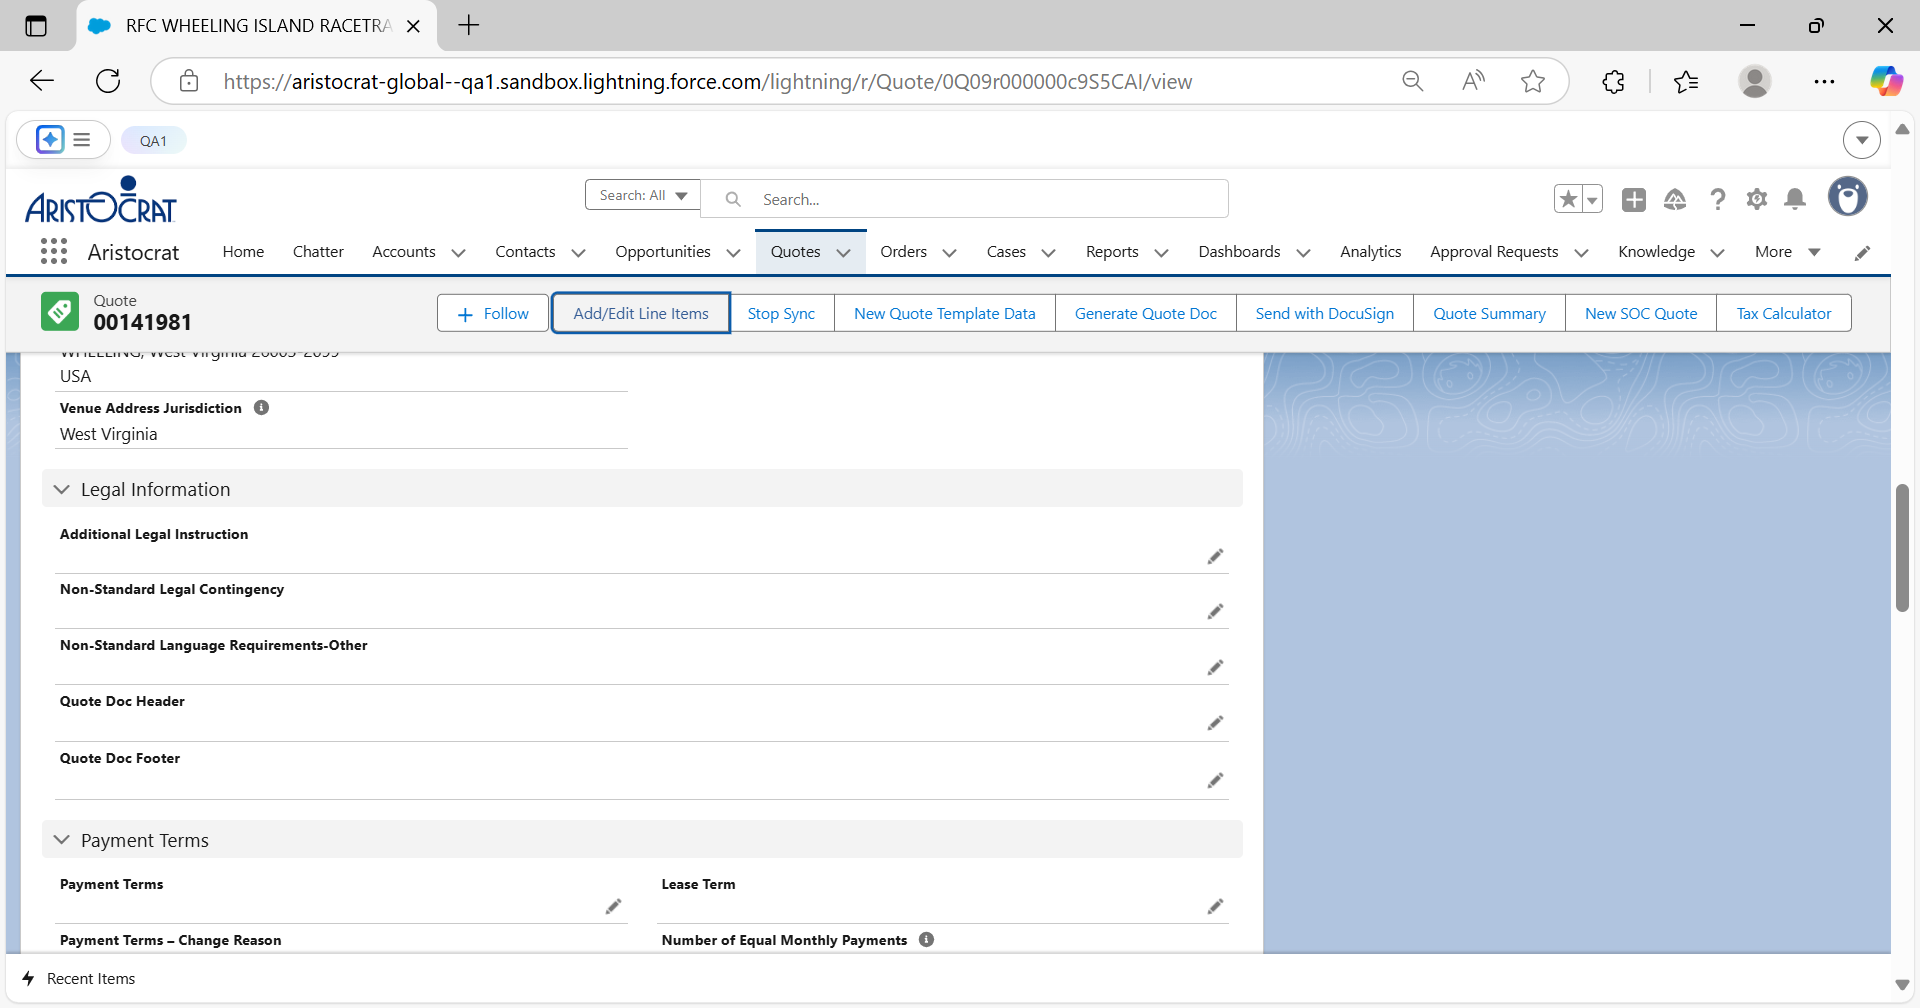 RFC WHEELING ISLAND RACETRA
https://aristocrat-global--qa1.sandbox.lightning.force.com/lightning/r/Quote/0Q09r000000c9S5CAI/view
QA1
ARISTOCRAT
Search: All
Search...
Aristocrat
Home
Chatter
Accounts
Contacts
Opportunities
Quotes
Orders
Cases
Reports
Dashboards
Analytics
Approval Requests
Knowledge
More
Quote
00141981
Follow
Add/Edit Line Items
Stop Sync
New Quote Template Data
Generate Quote Doc
Send with DocuSign
Quote Summary
New SOC Quote
Tax Calculator
WHEELING, West Virginia 26003-2699
USA
Venue Address Jurisdiction
West Virginia
Legal Information
Additional Legal Instruction
Non-Standard Legal Contingency
Non-Standard Language Requirements-Other
Quote Doc Header
Quote Doc Footer
Payment Terms
Payment Terms
Lease Term
Payment Terms – Change Reason
Number of Equal Monthly Payments
Recent Items